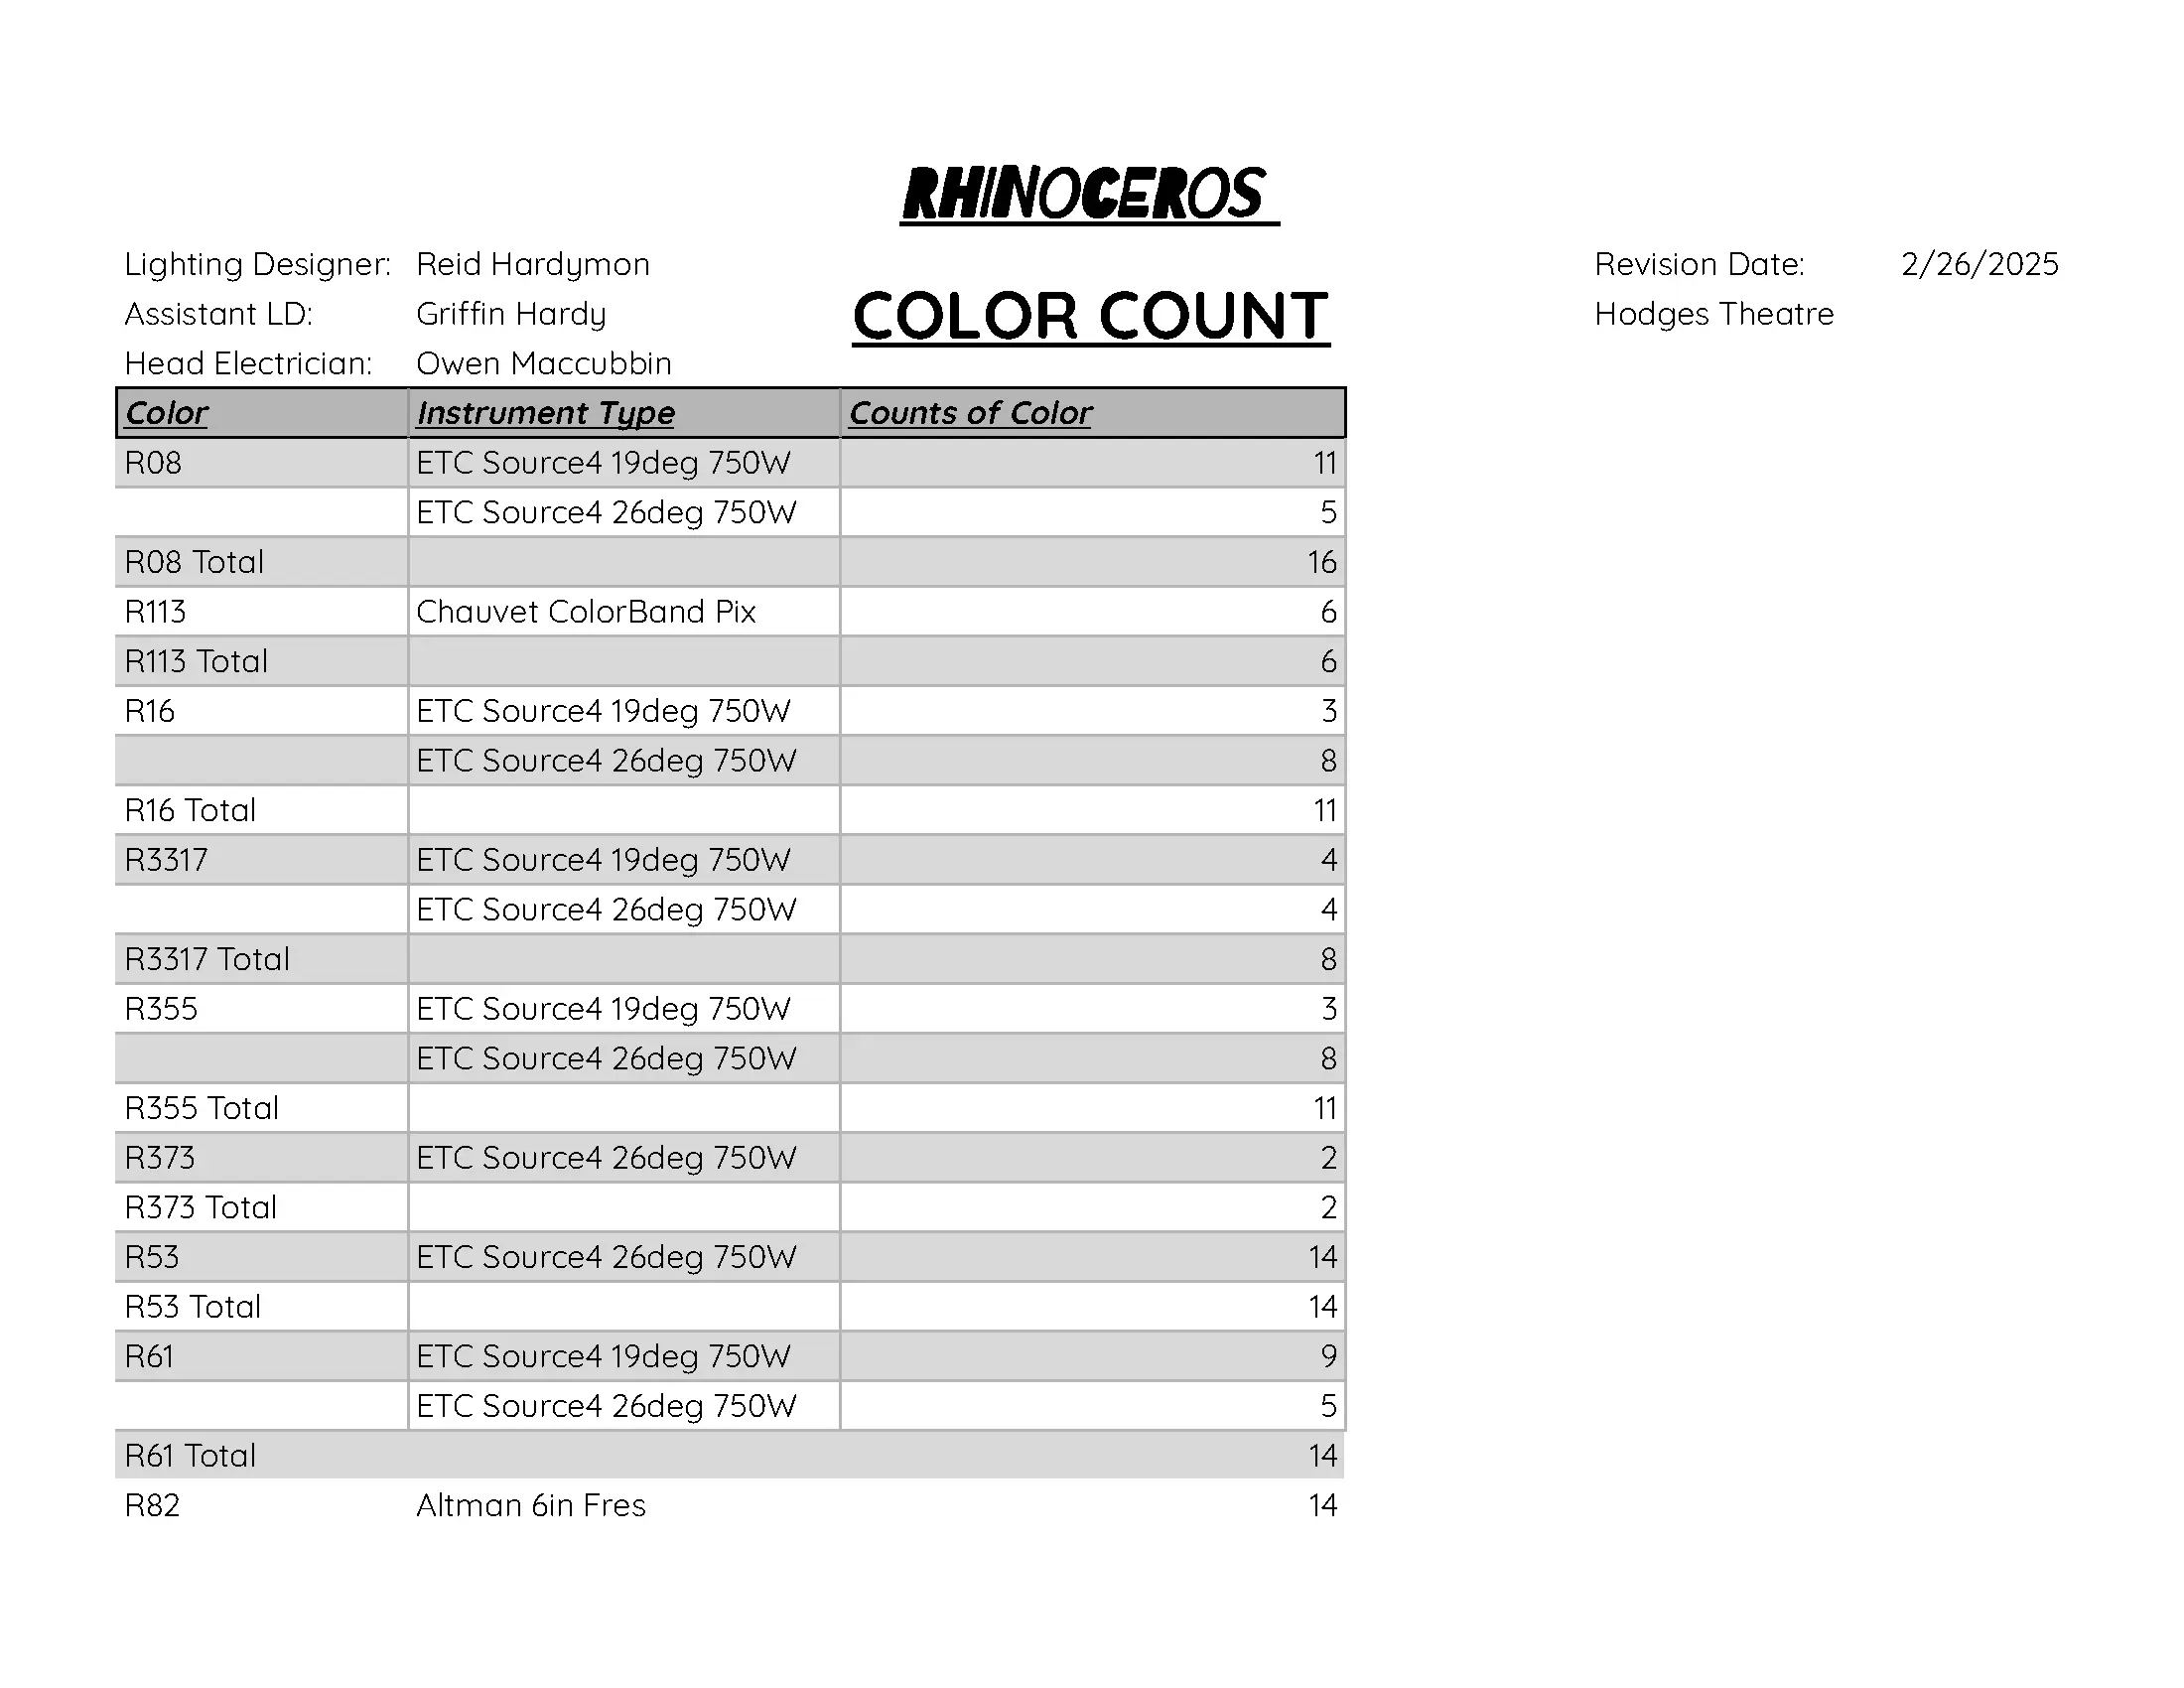 RHINOCEROS
Lighting Designer: Reid Hardymon Revision Date: 2/26/2025
COLOR COUNT
Assistant LD: Griffin Hardy Hodges Theatre
Head Electrician: Owen Maccubbin
Color Instrument Type Counts of Color
R08 ETC Source4 19deg 750W 11
ETC Source4 26deg 750W 5
R08 Total 16
R113 Chauvet ColorBand Pix 6
R113 Total 6
R16 ETC Source4 19deg 750W 3
ETC Source4 26deg 750W 8
R16 Total 11
R3317 ETC Source4 19deg 750W 4
ETC Source4 26deg 750W 4
R3317 Total 8
R355 ETC Source4 19deg 750W 3
ETC Source4 26deg 750W 8
R355 Total 11
R373 ETC Source4 26deg 750W 2
R373 Total 2
R53 ETC Source4 26deg 750W 14
R53 Total 14
R61 ETC Source4 19deg 750W 9
ETC Source4 26deg 750W 5
R61 Total 14
R82 Altman 6in Fres 14